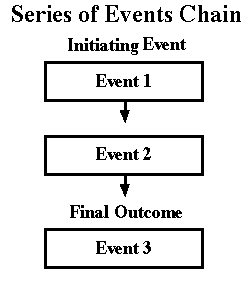 Series of Events Chain
Initiating Event
Event 1
Event 2
Final Outcome
Event 3